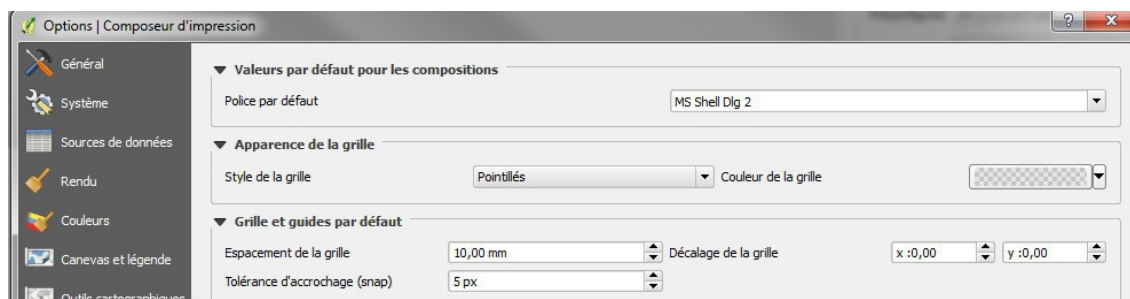 Options | Composeur d'impression
Général
Système
Sources de données
Rendu
Couleurs
Canevas et légende
Outils cartographiques
Valeurs par défaut pour les compositions
Police par défaut MS Shell Dlg 2
Apparence de la grille
Style de la grille Pointillés Couleur de la grille
Grille et guides par défaut
Espacement de la grille 10,00 mm Décalage de la grille x :0,00 y :0,00
Tolérance d'accrochage (snap) 5 px